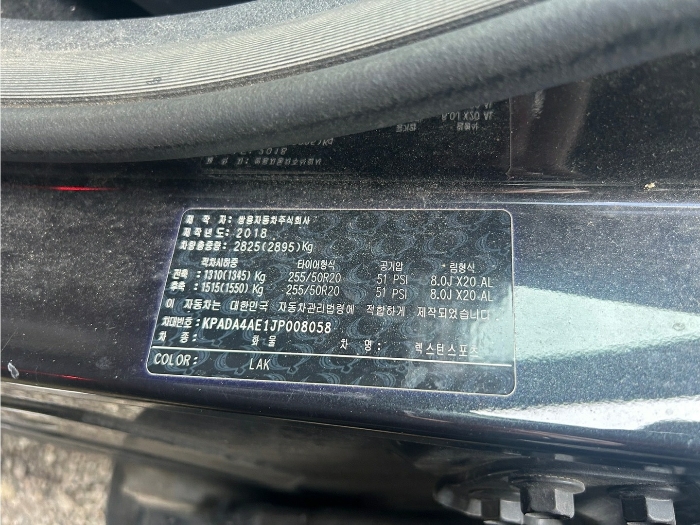 제 작 자: 쌍용자동차주식회사
제작년도: 2018
차량총중량: 2825(2895)Kg
적차시하중 타이어형식 공기압 림형식
전축: 1310(1345) Kg 255/50R20 51 PSI 8.0J X20 AL
후축: 1515(1550) Kg 255/50R20 51 PSI 8.0J X20 AL
이 자동차는 대한민국 자동차관리법령에 적합하게 제작되었습니다.
차대번호: KPADA4AE1JP008058
차 종: 화 물 차 명: 렉스턴스포츠
COLOR: LAK